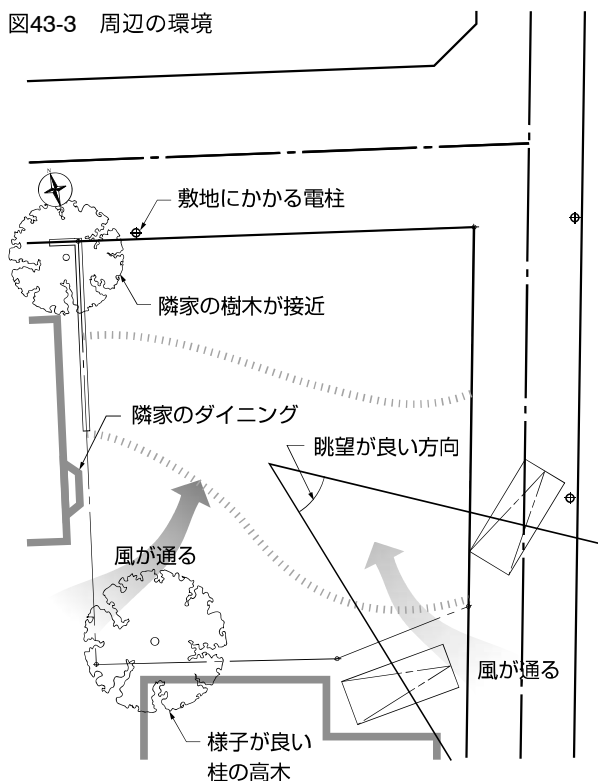 図43-3　周辺の環境
N
敷地にかかる電柱
隣家の樹木が接近
隣家のダイニング
眺望が良い方向
風が通る
風が通る
様子が良い
桂の高木